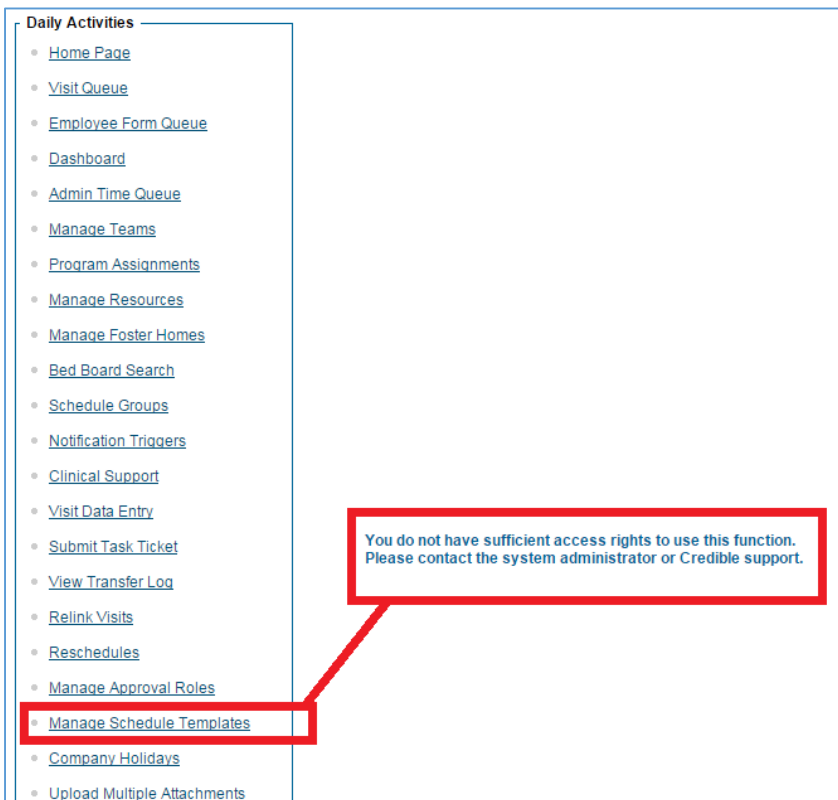 Daily Activities
Home Page
Visit Queue
Employee Form Queue
Dashboard
Admin Time Queue
Manage Teams
Program Assignments
Manage Resources
Manage Foster Homes
Bed Board Search
Schedule Groups
Notification Triggers
Clinical Support
Visit Data Entry
Submit Task Ticket
View Transfer Log
Relink Visits
Reschedules
Manage Approval Roles
Manage Schedule Templates
Company Holidays
Upload Multiple Attachments
You do not have sufficient access rights to use this function.
Please contact the system administrator or Credible support.